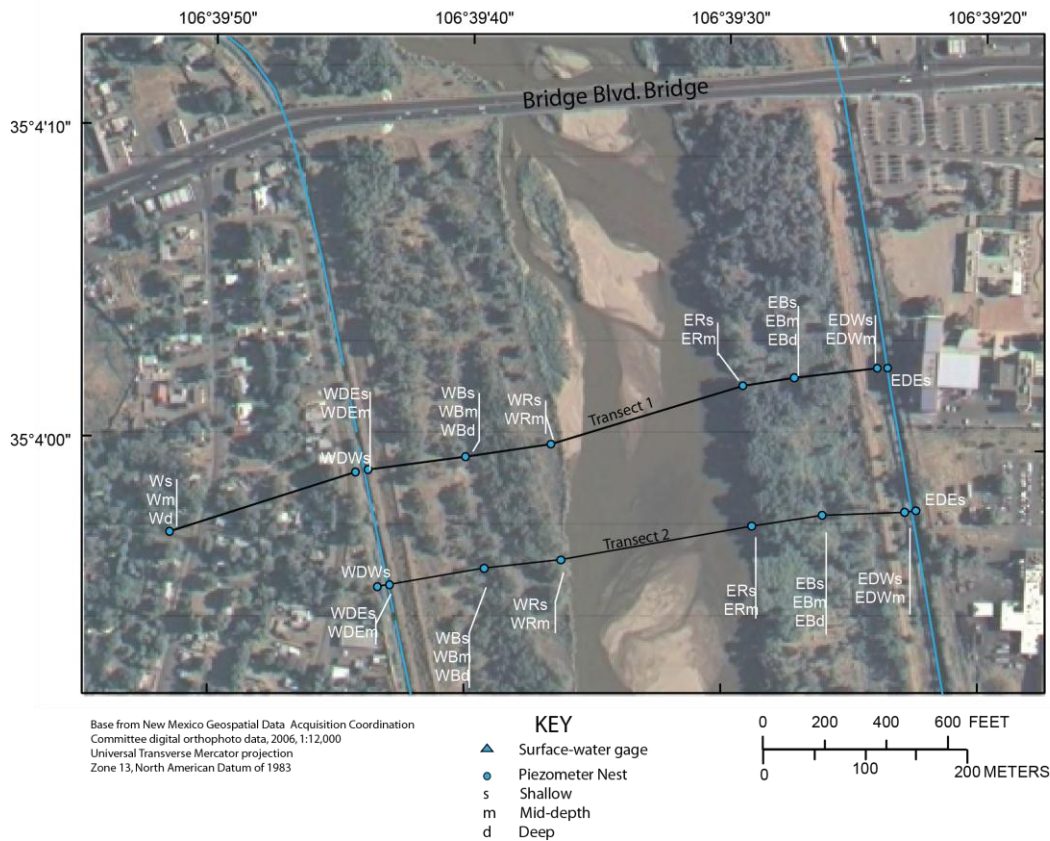 106°39'50"
106°39'40"
106°39'30"
106°39'20"
Bridge Blvd. Bridge
35°4'10"
EBs
EBm
EBd
ERs
ERm
EDWs
EDWm
EDEs
WDEs
WDEm
WBs
WBm
WBd
WRs
WRm
Transect 1
35°4'00"
WDWs
Ws
Wm
Wd
EDEs
Transect 2
WDWs
WDEs
WDEm
WBs
WBm
WBd
WRs
WRm
ERs
ERm
EBs
EBm
EBd
EDWs
EDWm
Base from New Mexico Geospatial Data Acquisition Coordination
Committee digital orthophoto data, 2006, 1:12,000
Universal Transverse Mercator projection
Zone 13, North American Datum of 1983
KEY
Surface-water gage
Piezometer Nest
s Shallow
m Mid-depth
d Deep
0 200 400 600 FEET
0 100 200 METERS